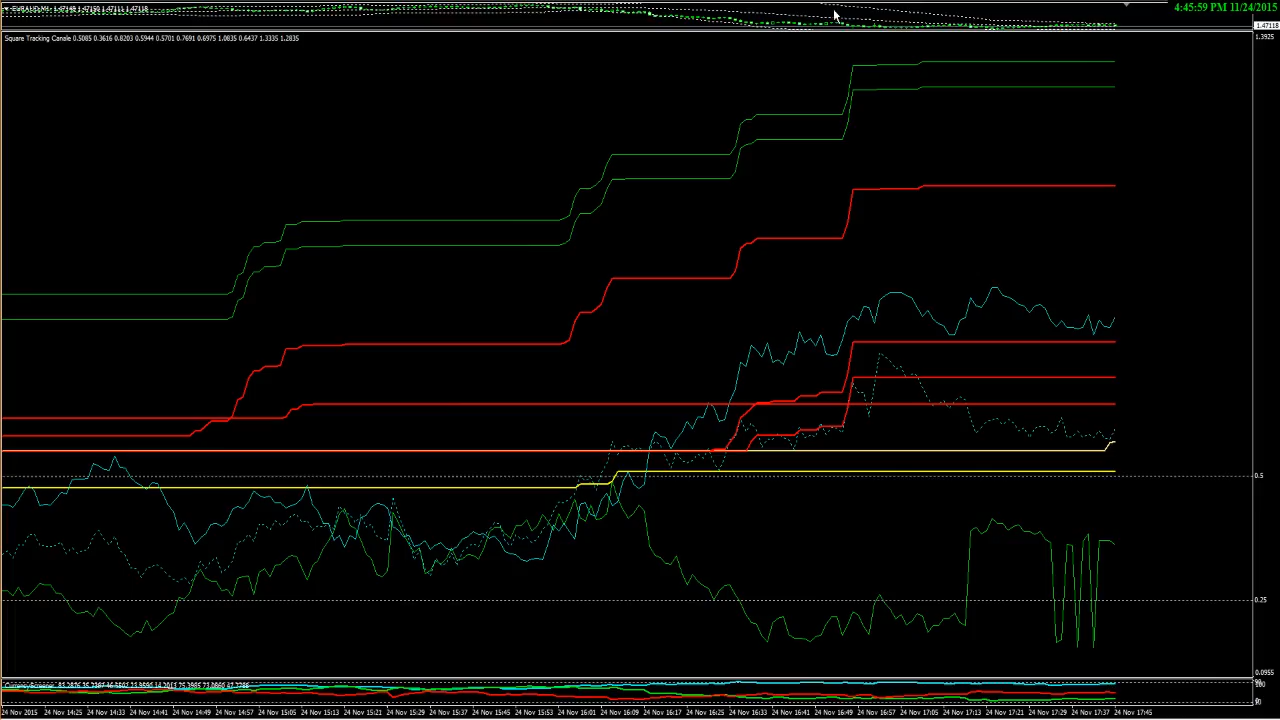 4:45:59 PM 11/24/2015
1.47118
1.3925
Square Tracking Canale 0.5085 0.3616 0.8203 0.5944 0.5701 0.7691 0.6975 1.0835 0.6437 1.3335 1.2835
0.5
0.25
0.0955
100
24 Nov 2015 24 Nov 14:25 24 Nov 14:33 24 Nov 14:41 24 Nov 14:49 24 Nov 14:57 24 Nov 15:05 24 Nov 15:13 24 Nov 15:21 24 Nov 15:29 24 Nov 15:37 24 Nov 15:45 24 Nov 15:53 24 Nov 16:01 24 Nov 16:09 24 Nov 16:17 24 Nov 16:25 24 Nov 16:33 24 Nov 16:41 24 Nov 16:49 24 Nov 16:57 24 Nov 17:05 24 Nov 17:13 24 Nov 17:21 24 Nov 17:29 24 Nov 17:37 24 Nov 17:45